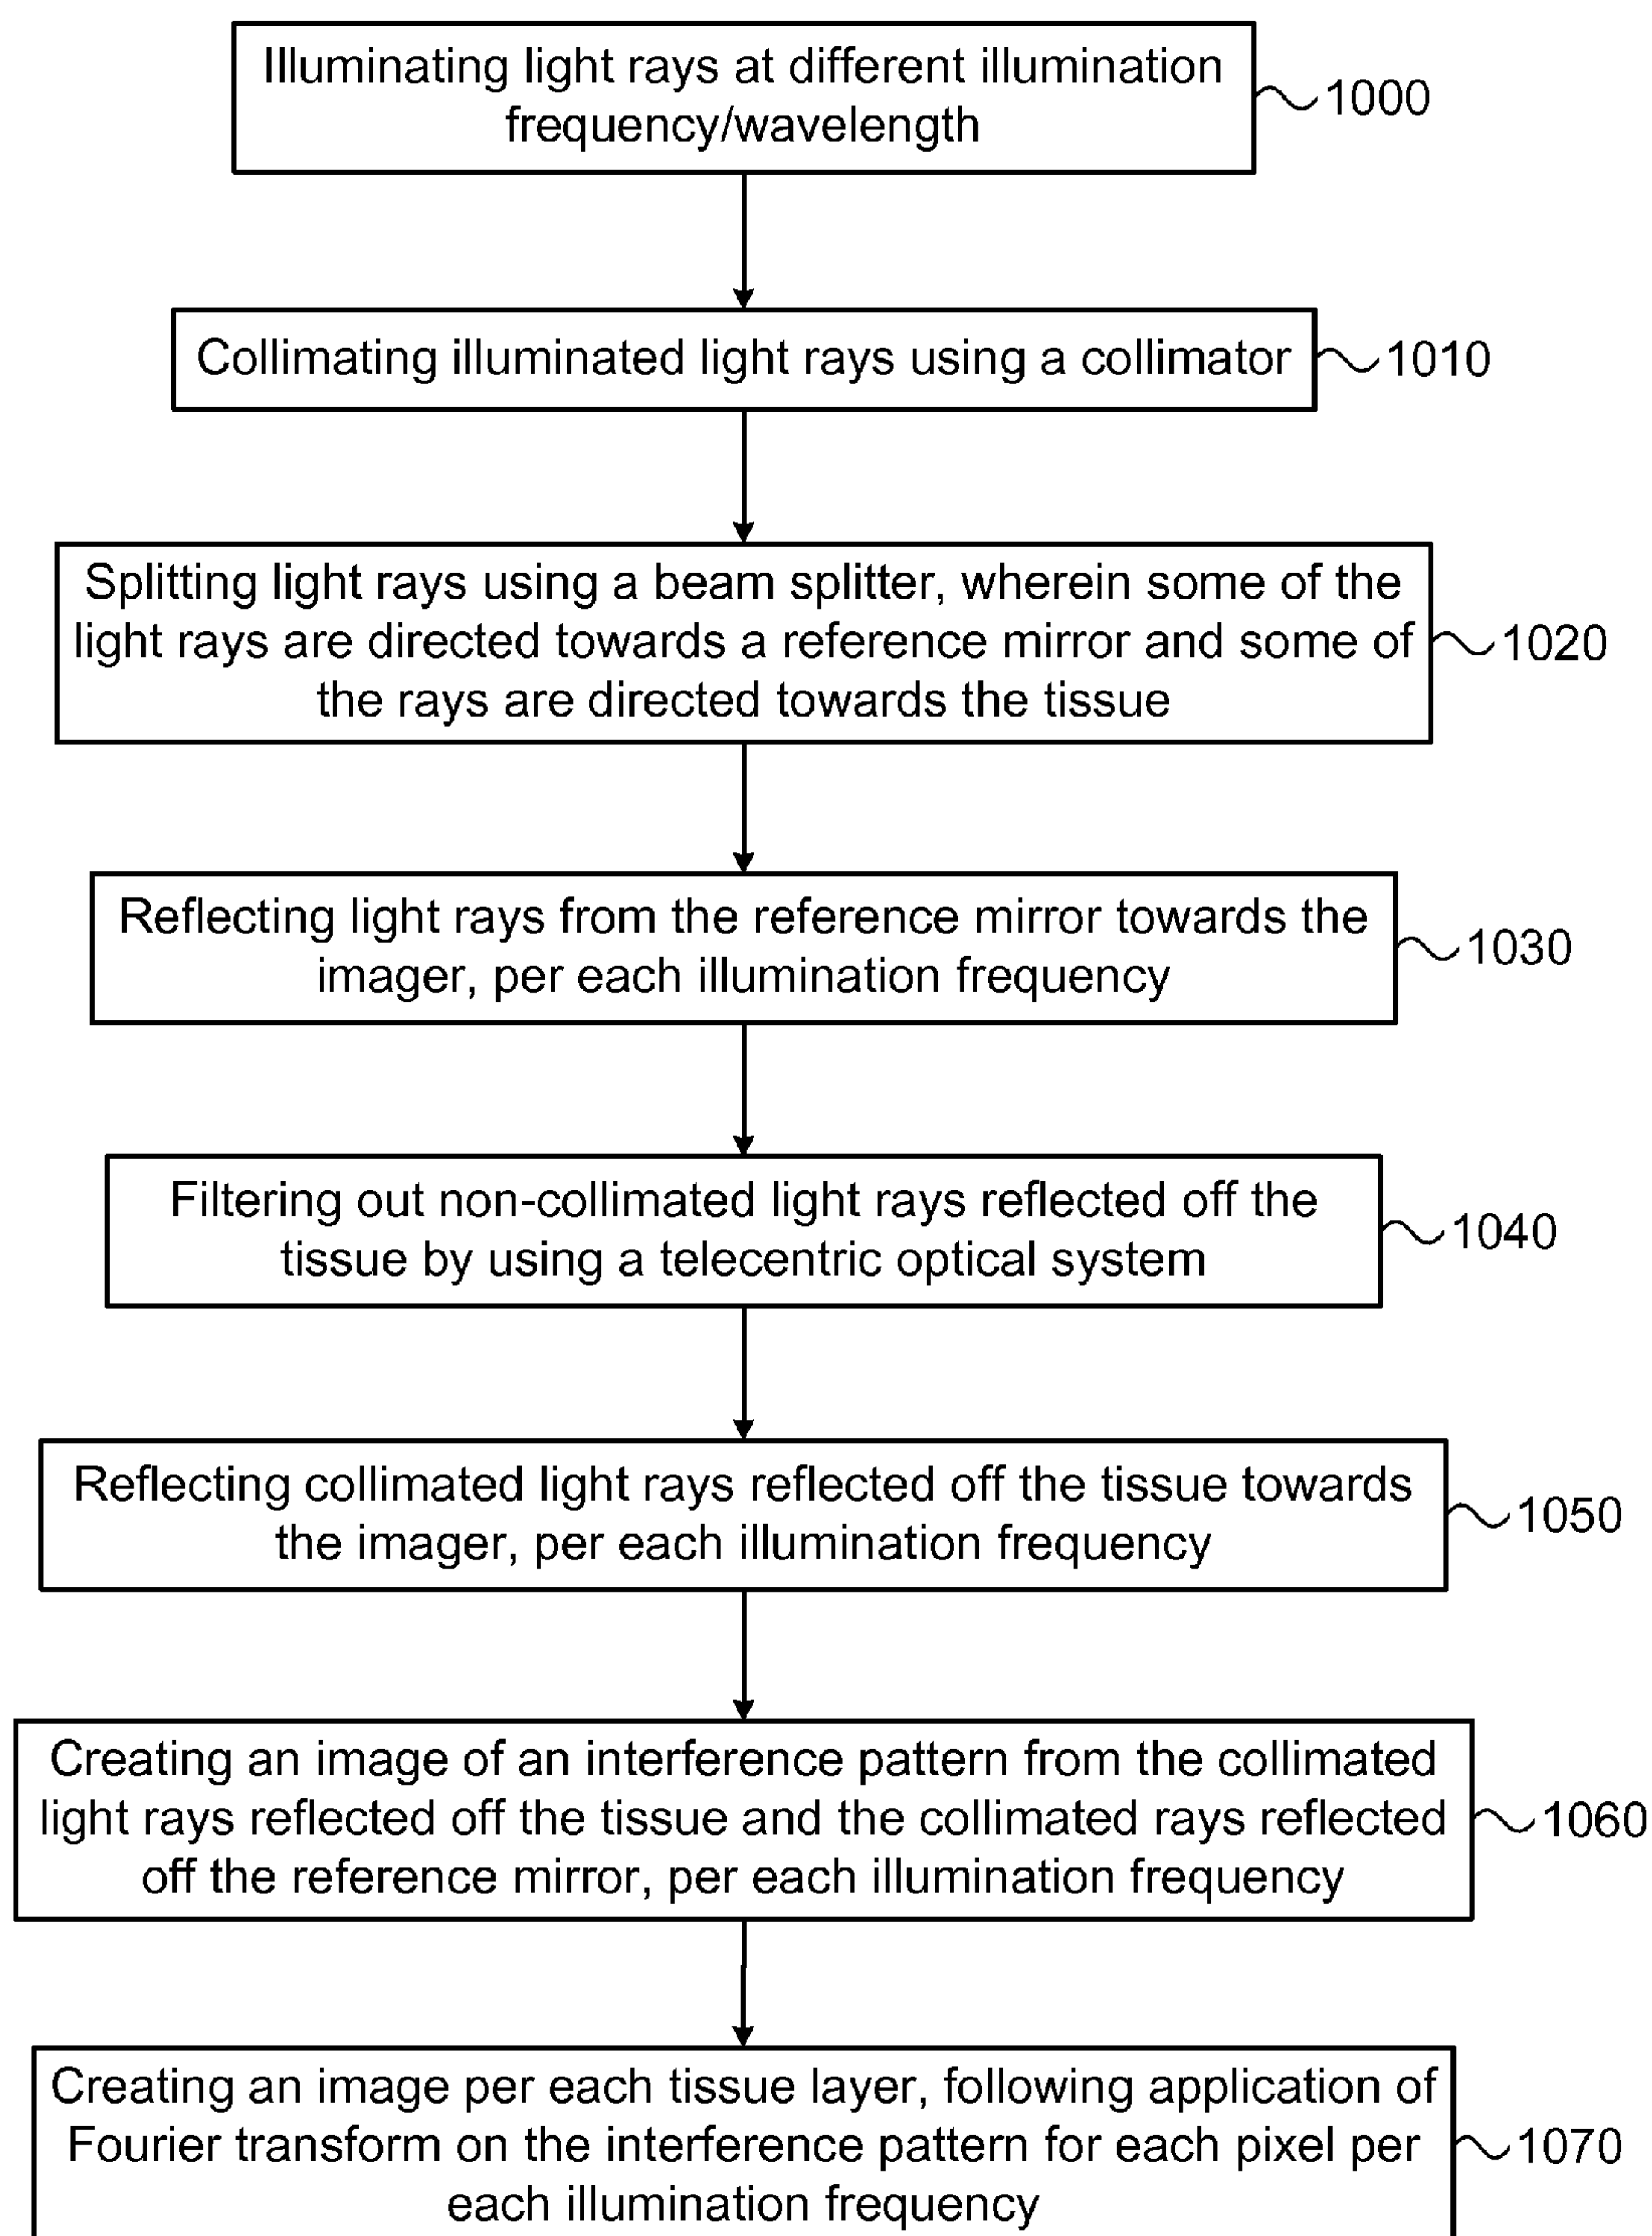 Illuminating light rays at different illumination
frequency/wavelength
1000
Collimating illuminated light rays using a collimator
1010
Splitting light rays using a beam splitter, wherein some of the
light rays are directed towards a reference mirror and some of
the rays are directed towards the tissue
1020
Reflecting light rays from the reference mirror towards the
imager, per each illumination frequency
1030
Filtering out non-collimated light rays reflected off the
tissue by using a telecentric optical system
1040
Reflecting collimated light rays reflected off the tissue towards
the imager, per each illumination frequency
1050
Creating an image of an interference pattern from the collimated
light rays reflected off the tissue and the collimated rays reflected
off the reference mirror, per each illumination frequency
1060
Creating an image per each tissue layer, following application of
Fourier transform on the interference pattern for each pixel per
each illumination frequency
1070